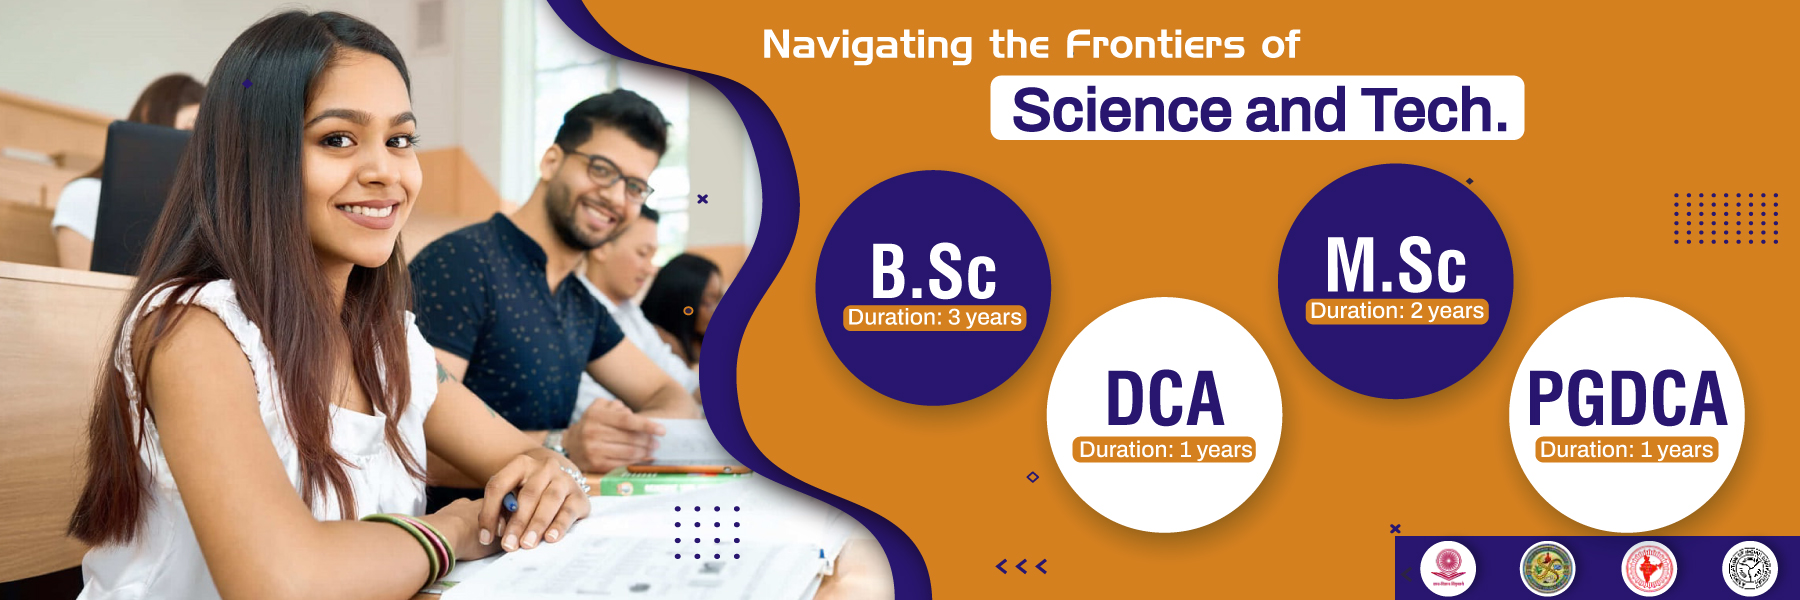 Navigating the Frontiers of
Science and Tech.
B.Sc
Duration: 3 years
DCA
Duration: 1 years
M.Sc
Duration: 2 years
PGDCA
Duration: 1 years